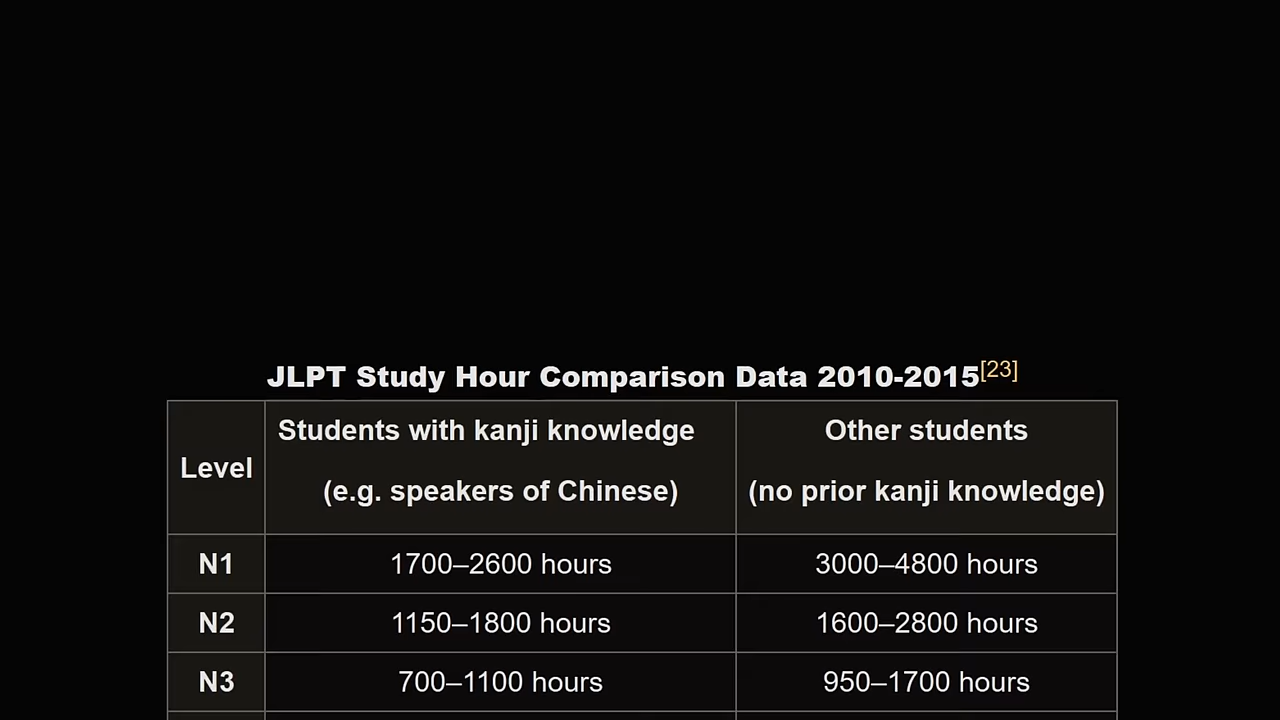 JLPT Study Hour Comparison Data 2010-2015[23]
Level
Students with kanji knowledge
(e.g. speakers of Chinese)
Other students
(no prior kanji knowledge)
N1 1700–2600 hours 3000–4800 hours
N2 1150–1800 hours 1600–2800 hours
N3 700–1100 hours 950–1700 hours